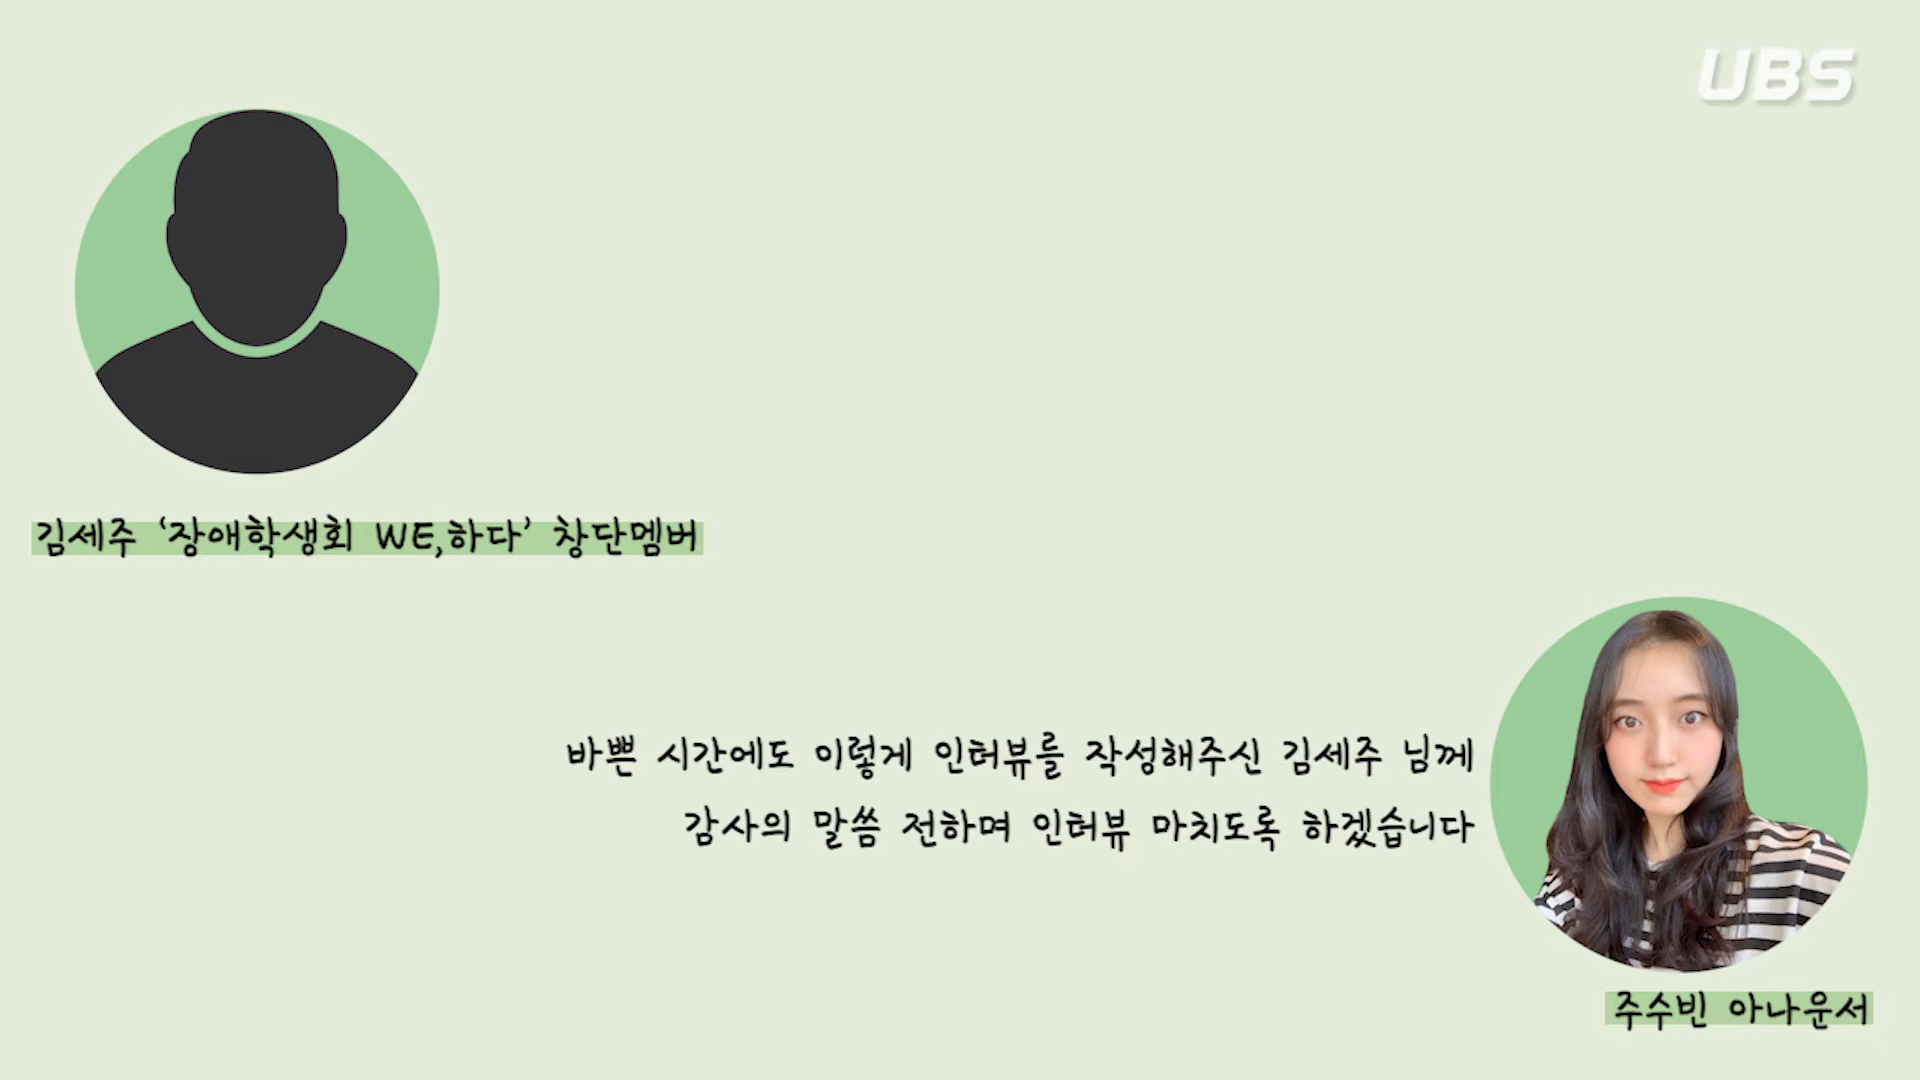 UBS
김세주 ‘장애학생회 WE,하다’ 창단멤버
바쁜 시간에도 이렇게 인터뷰를 작성해주신 김세주 님께
감사의 말씀 전하며 인터뷰 마치도록 하겠습니다
주수빈 아나운서